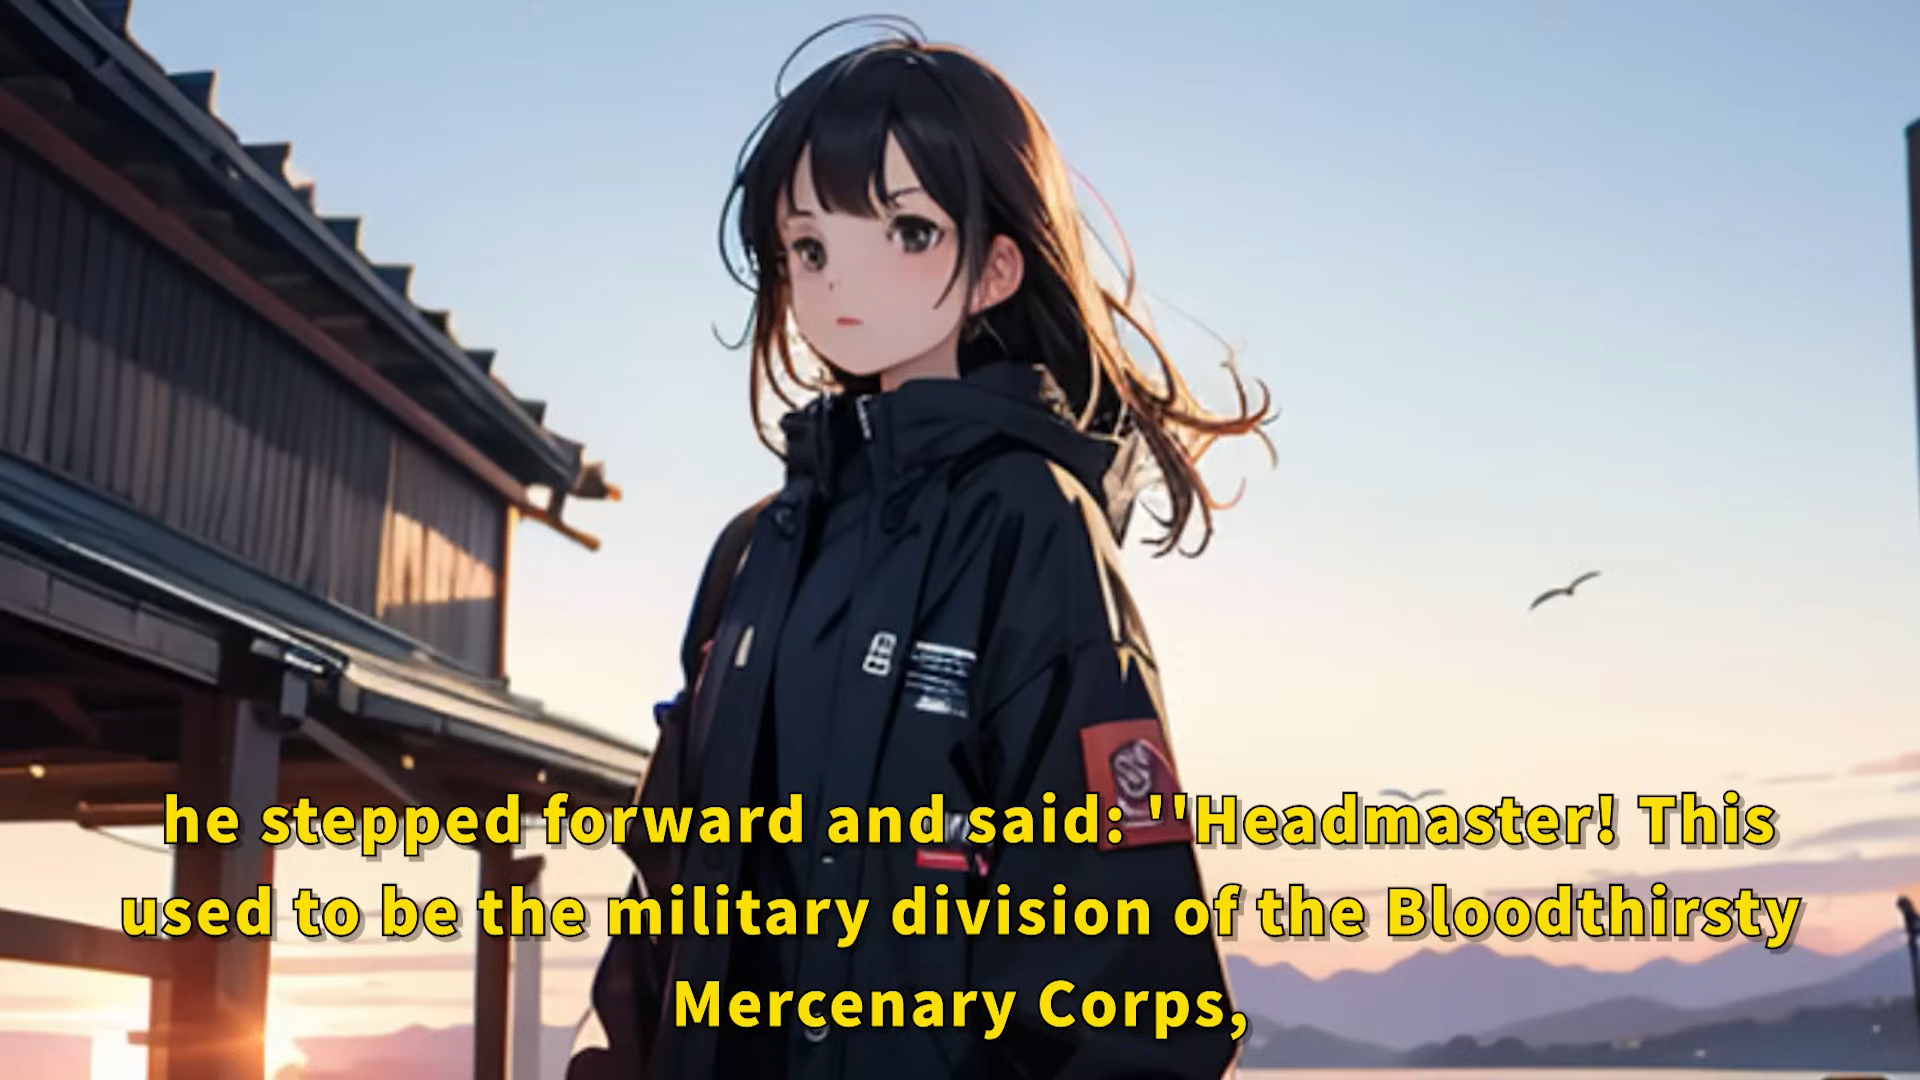 he stepped forward and said: ''Headmaster! This
used to be the military division of the Bloodthirsty
Mercenary Corps,